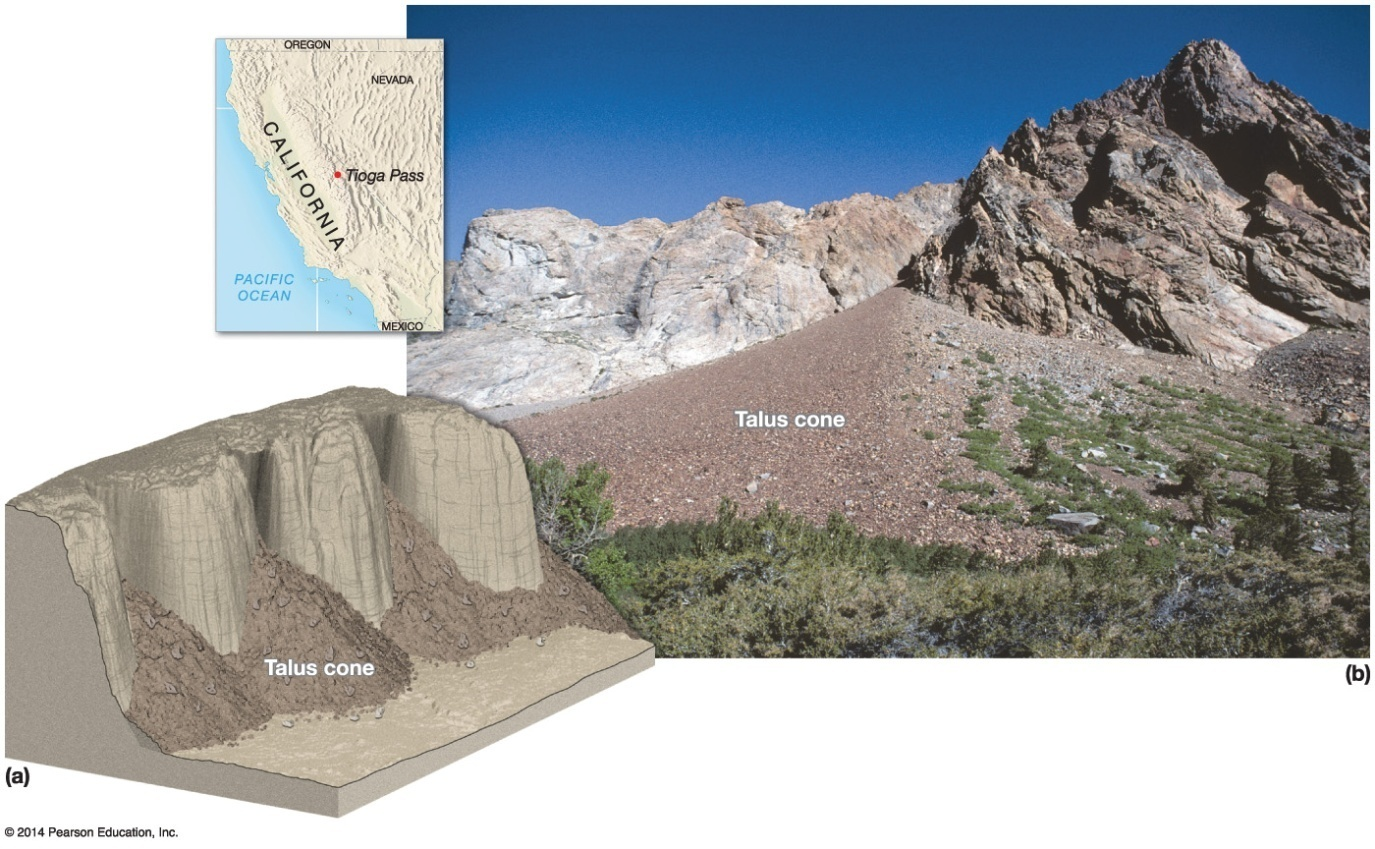 OREGON
NEVADA
CALIFORNIA
Tioga Pass
PACIFIC
OCEAN
MEXICO
Talus cone
(b)
Talus cone
(a)
© 2014 Pearson Education, Inc.